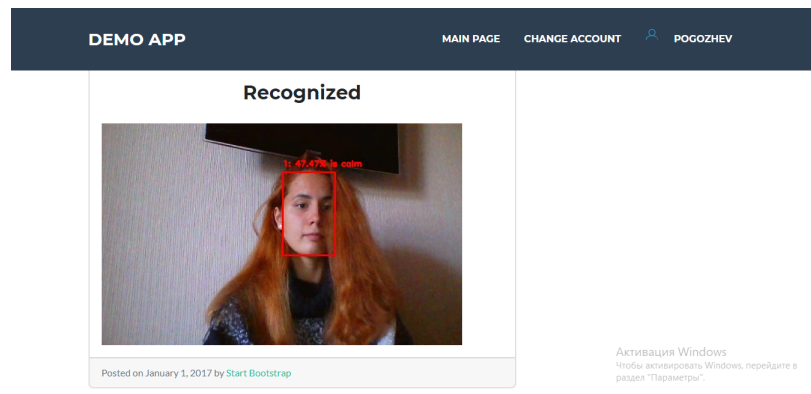 DEMO APP
MAIN PAGE
CHANGE ACCOUNT
POGOZHEV
Recognized
1: 47.47% is calm
Posted on January 1, 2017 by Start Bootstrap
Активация Windows
Чтобы активировать Windows, перейдите в
раздел "Параметры".